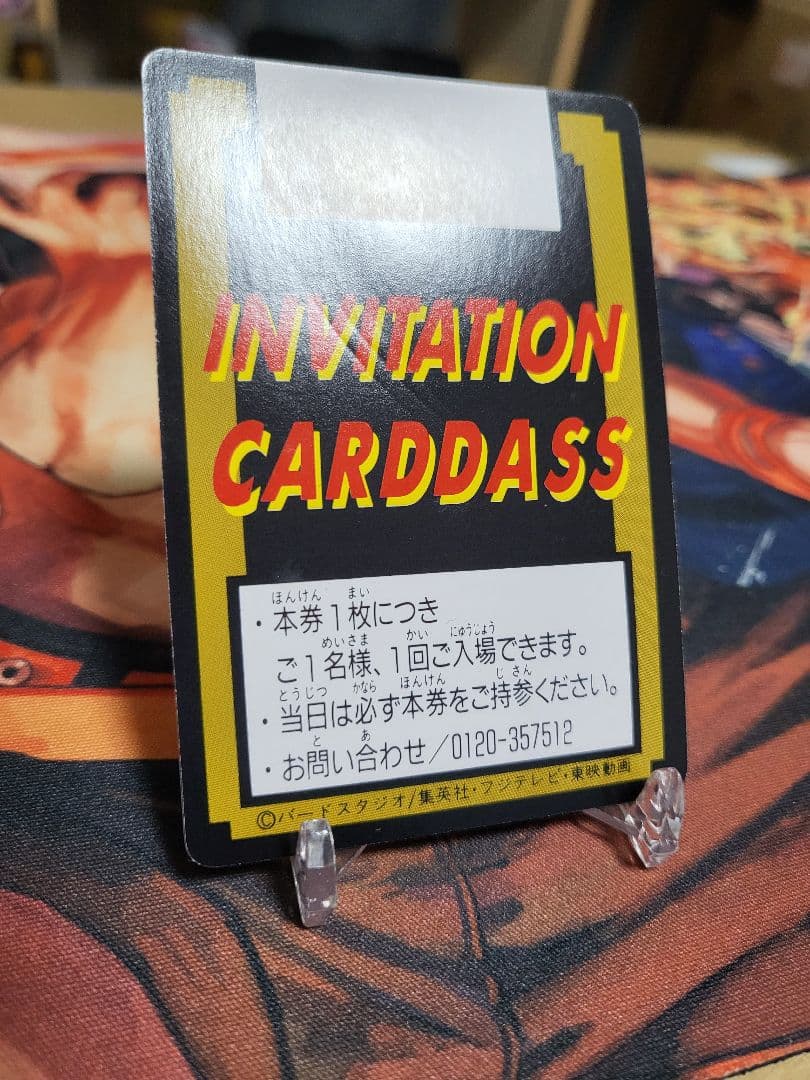 INVITATION
CARDDASS
・本券1枚につき
ご1名様、1回ご入場できます。
・当日は必ず本券をご持参ください。
・お問い合わせ／0120-357512
©バードスタジオ/集英社・フジテレビ・東映動画